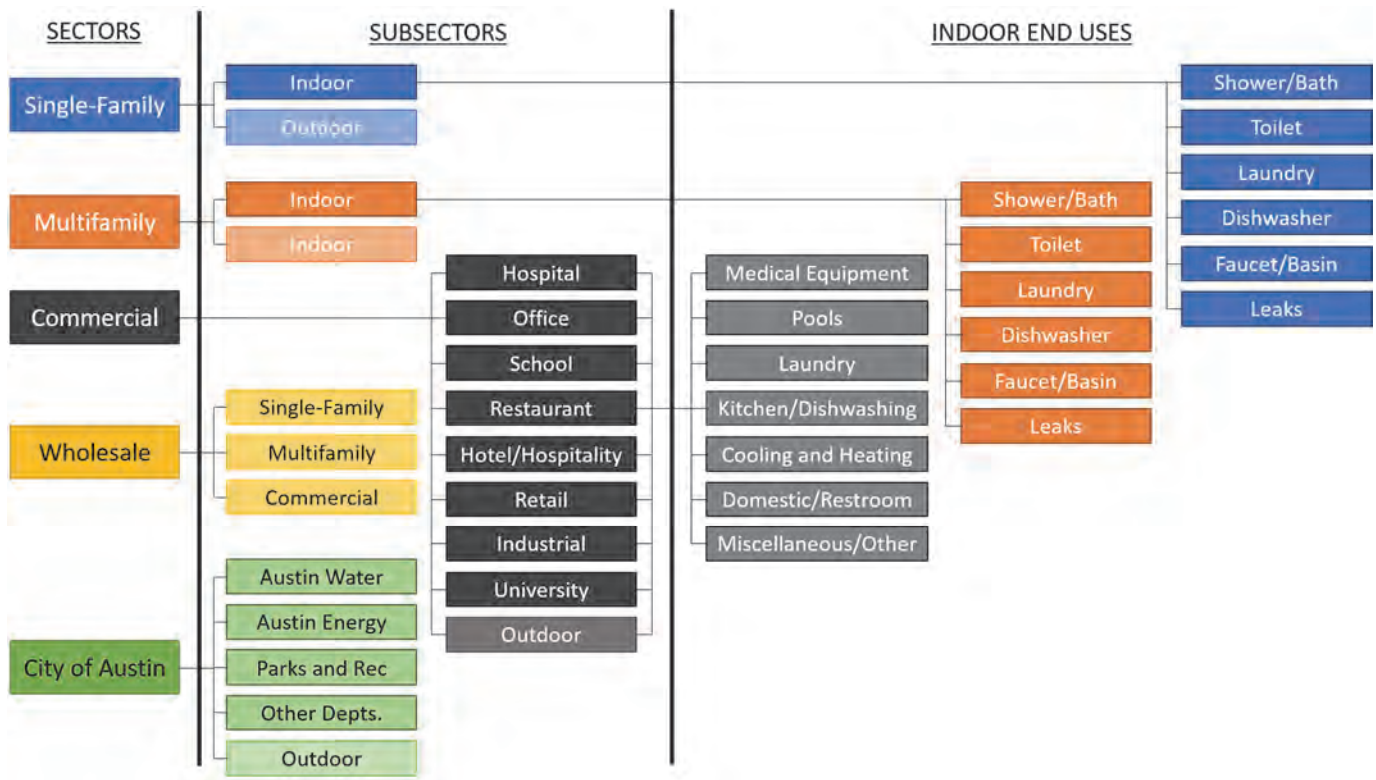 SECTORS
SUBSECTORS
INDOOR END USES
Single-Family
Indoor
Outdoor
Shower/Bath
Toilet
Laundry
Dishwasher
Faucet/Basin
Leaks
Multifamily
Indoor
Indoor
Shower/Bath
Toilet
Laundry
Dishwasher
Faucet/Basin
Leaks
Commercial
Hospital
Office
School
Restaurant
Hotel/Hospitality
Retail
Industrial
University
Outdoor
Medical Equipment
Pools
Laundry
Kitchen/Dishwashing
Cooling and Heating
Domestic/Restroom
Miscellaneous/Other
Wholesale
Single-Family
Multifamily
Commercial
City of Austin
Austin Water
Austin Energy
Parks and Rec
Other Depts.
Outdoor